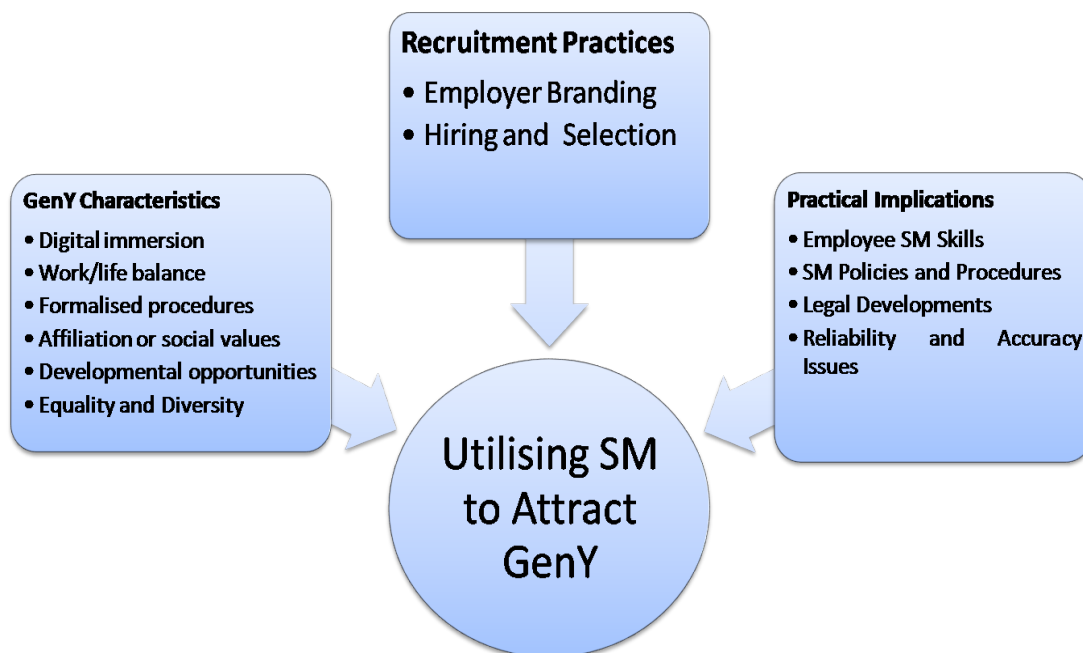 Recruitment Practices
• Employer Branding
• Hiring and Selection
GenY Characteristics
• Digital immersion
• Work/life balance
• Formalised procedures
• Affiliation or social values
• Developmental opportunities
• Equality and Diversity
Practical Implications
• Employee SM Skills
• SM Policies and Procedures
• Legal Developments
• Reliability and Accuracy
Issues
Utilising SM
to Attract
GenY